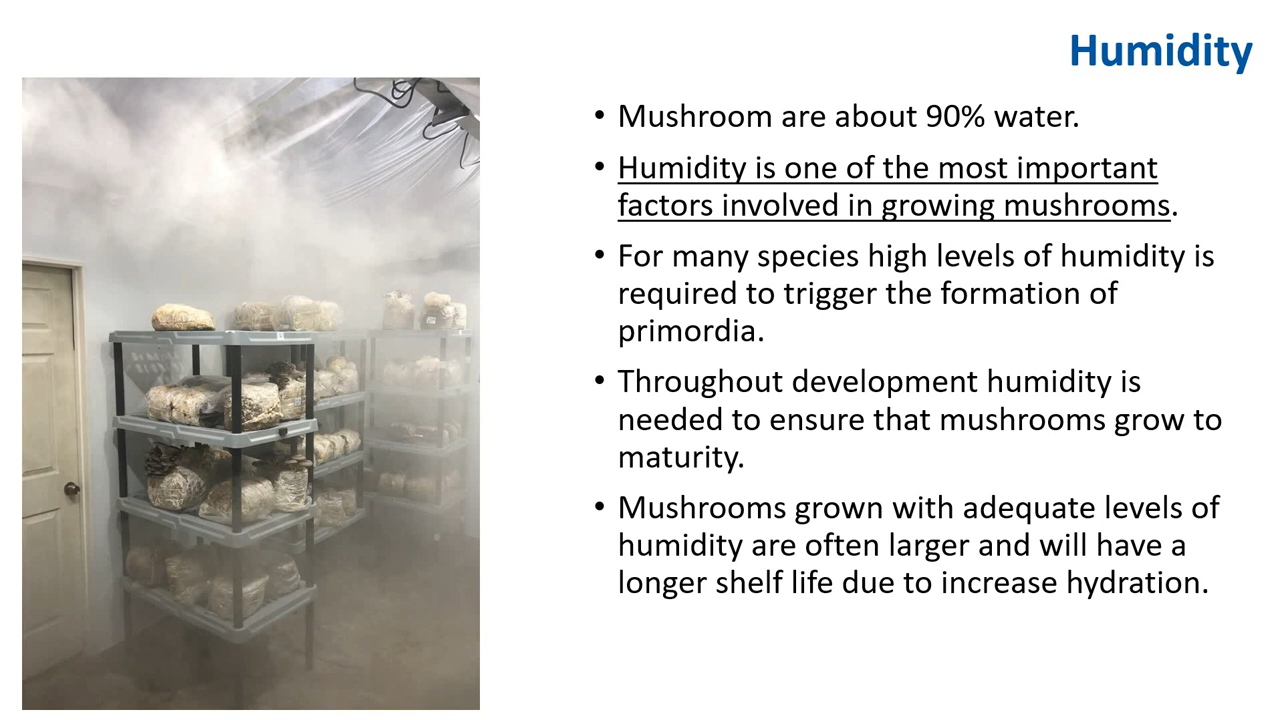 Humidity
• Mushroom are about 90% water.
• Humidity is one of the most important
factors involved in growing mushrooms.
• For many species high levels of humidity is
required to trigger the formation of
primordia.
• Throughout development humidity is
needed to ensure that mushrooms grow to
maturity.
• Mushrooms grown with adequate levels of
humidity are often larger and will have a
longer shelf life due to increase hydration.